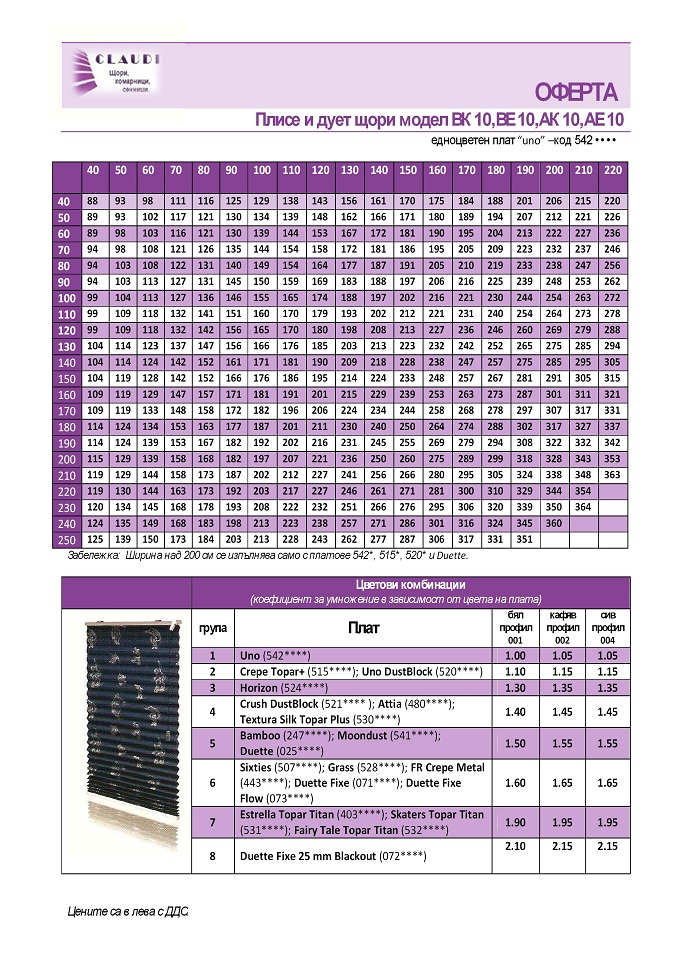 CLAUDI
Щори,
комарници,
сенници.
ОФЕРТА
Плисе и дует щори модел ВК 10, ВЕ 10, АК 10, АЕ 10
едноцветен плат "uno" –код 542 ••••
40 50 60 70 80 90 100 110 120 130 140 150 160 170 180 190 200 210 220
40 88 93 98 111 116 125 129 138 143 156 161 170 175 184 188 201 206 215 220
50 89 93 102 117 121 130 134 139 148 162 166 171 180 189 194 207 212 221 226
60 89 98 103 116 121 130 139 144 153 167 172 181 190 195 204 213 222 227 236
70 94 98 108 121 126 135 144 154 158 172 181 186 195 205 209 223 232 237 246
80 94 103 108 122 131 140 149 154 164 177 187 191 205 210 219 233 238 247 256
90 94 103 113 127 131 145 150 159 169 183 188 197 206 216 225 239 248 253 262
100 99 104 113 127 136 146 155 165 174 188 197 202 216 221 230 244 254 263 272
110 99 109 118 132 141 151 160 170 179 193 202 212 221 231 240 254 264 273 278
120 99 109 118 132 142 156 165 170 180 198 208 213 227 236 246 260 269 279 288
130 104 114 123 137 147 156 166 176 185 203 213 223 232 242 252 265 275 285 294
140 104 114 124 142 152 161 171 181 190 209 218 228 238 247 257 275 285 295 305
150 104 119 128 142 152 166 176 186 195 214 224 233 248 257 267 281 291 305 315
160 109 119 129 147 157 171 181 191 201 215 229 239 253 263 273 287 301 311 321
170 109 119 133 148 158 172 182 196 206 224 234 244 258 268 278 297 307 317 331
180 114 124 134 153 163 177 187 201 211 230 240 250 264 274 288 302 317 327 337
190 114 124 139 153 167 182 192 202 216 231 245 255 269 279 294 308 322 332 342
200 115 129 139 158 168 182 197 207 221 236 250 260 275 289 299 318 328 343 353
210 119 129 144 158 173 187 202 212 227 241 256 266 280 295 305 324 338 348 363
220 119 130 144 163 173 192 203 217 227 246 261 271 281 300 310 329 344 354
230 120 134 145 168 178 193 208 222 232 251 266 276 295 306 320 339 350 364
240 124 135 149 168 183 198 213 223 238 257 271 286 301 316 324 345 360
250 125 139 150 173 184 203 213 228 243 262 277 287 306 317 331 351
Забележка: Ширина над 200 см се изпълнява само с платове 542*, 515*, 520* и Duette.
Цветови комбинации
(коефициент за умножение в зависимост от цвета на плата)
група Плат бял профил 001 кафяв профил 002 сив профил 004
1 Uno (542****) 1.00 1.05 1.05
2 Crepe Topar+ (515****); Uno DustBlock (520****) 1.10 1.15 1.15
3 Horizon (524****) 1.30 1.35 1.35
4 Crush DustBlock (521**** ); Attia (480****);
Textura Silk Topar Plus (530****) 1.40 1.45 1.45
5 Bamboo (247****); Moondust (541****);
Duette (025****) 1.50 1.55 1.55
6 Sixties (507****); Grass (528****); FR Crepe Metal
(443****); Duette Fixe (071****); Duette Fixe
Flow (073****) 1.60 1.65 1.65
7 Estrella Topar Titan (403****); Skaters Topar Titan
(531****); Fairy Tale Topar Titan (532****) 1.90 1.95 1.95
8 Duette Fixe 25 mm Blackout (072****) 2.10 2.15 2.15
Цените са в лева с ДДС